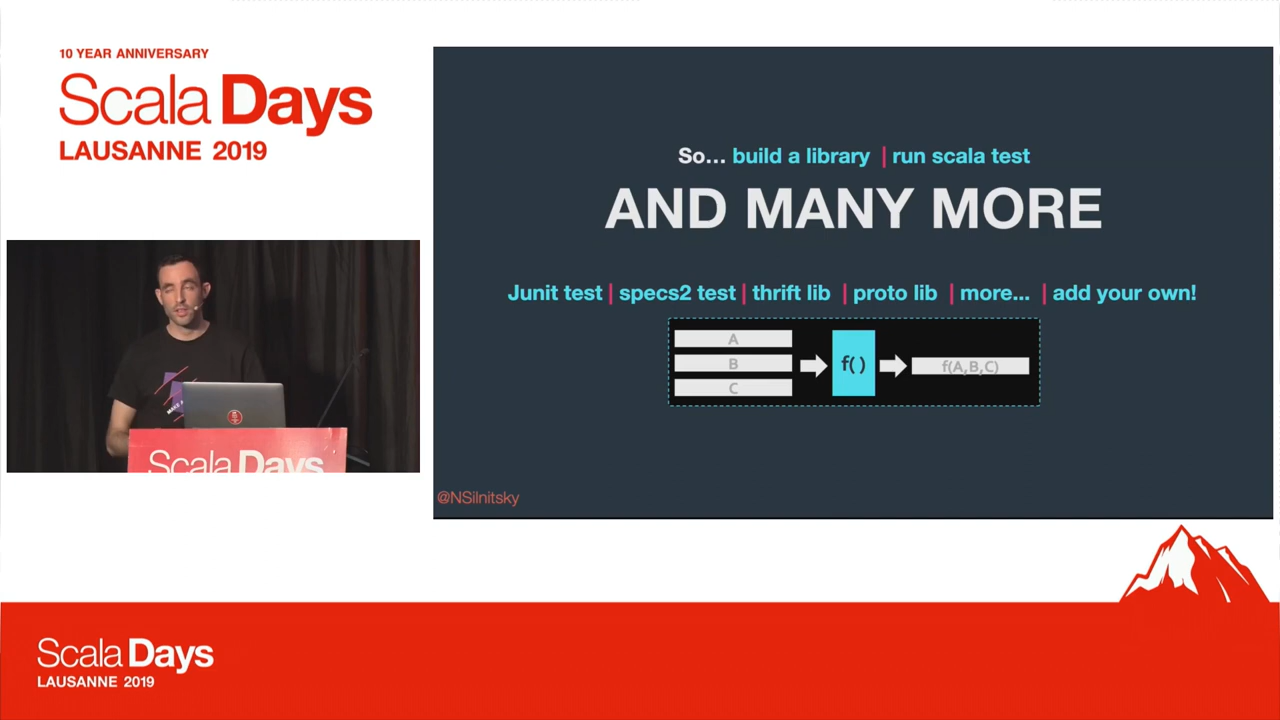 10 YEAR ANNIVERSARY
Scala Days
LAUSANNE 2019
So... build a library | run scala test
AND MANY MORE
Junit test | specs2 test | thrift lib | proto lib | more... | add your own!
A
B
C
f()
f(A,B,C)
@NSilnitsky
Scala Days
Scala Days
LAUSANNE 2019